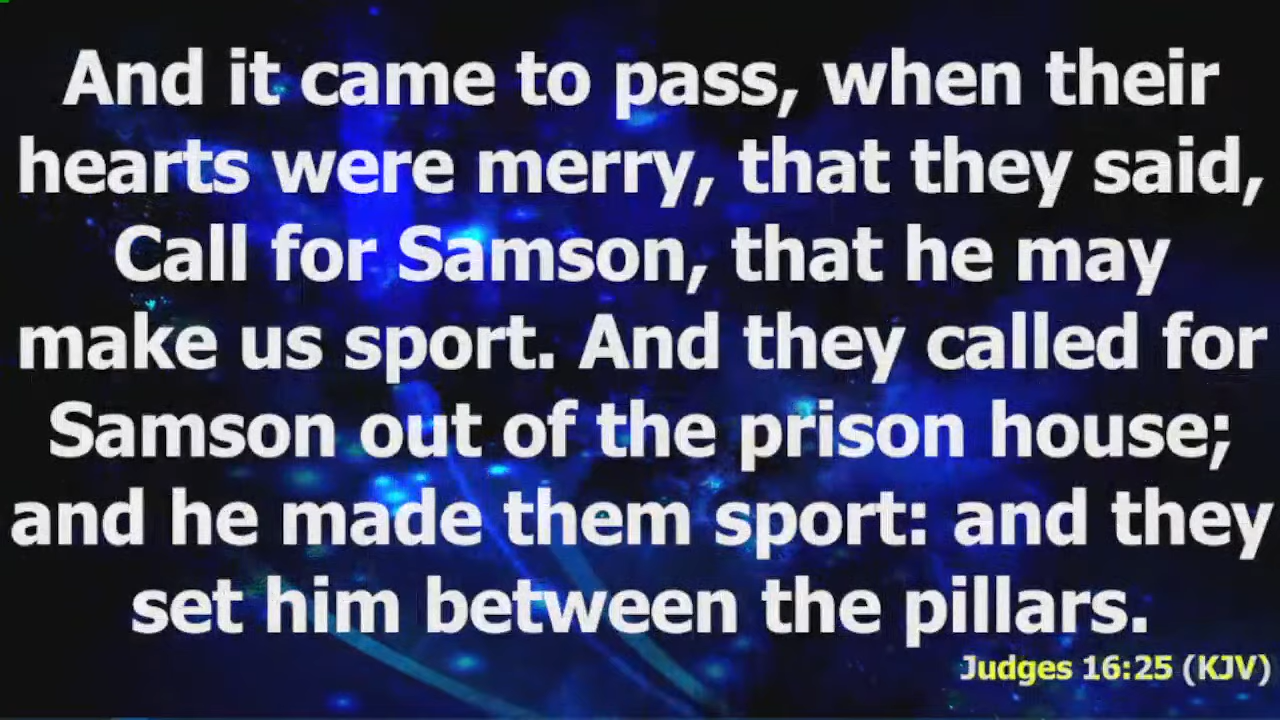 And it came to pass, when their
hearts were merry, that they said,
Call for Samson, that he may
make us sport. And they called for
Samson out of the prison house;
and he made them sport: and they
set him between the pillars.
Judges 16:25 (KJV)